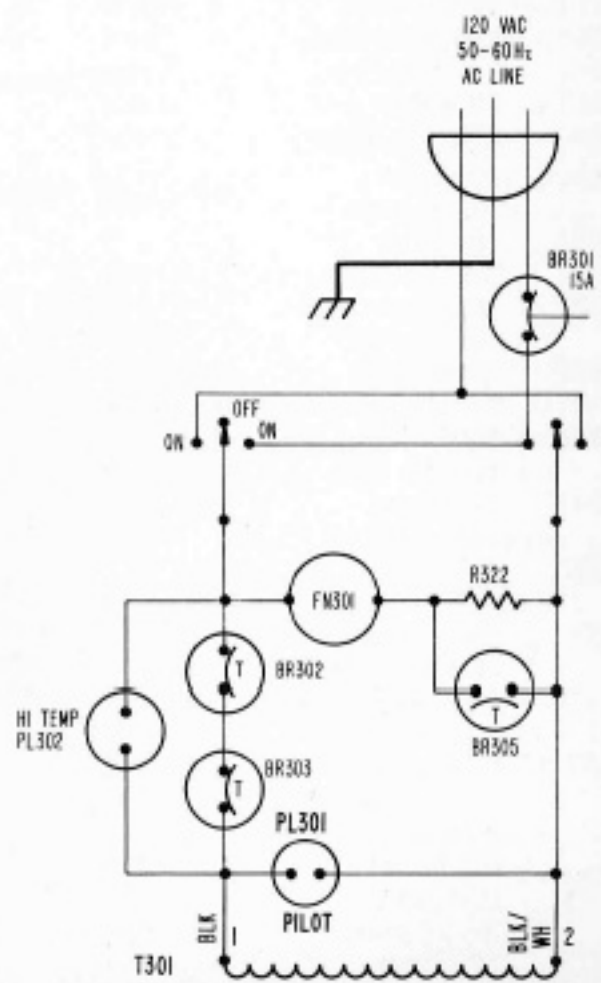 120 VAC
50-60Hz
AC LINE
BR301
15A
OFF
ON
ON
FN301
R322
T
BR302
HI TEMP
PL302
T
BR305
BR303
T
PL301
PILOT
BLK
1
BLK/
WH
2
T301